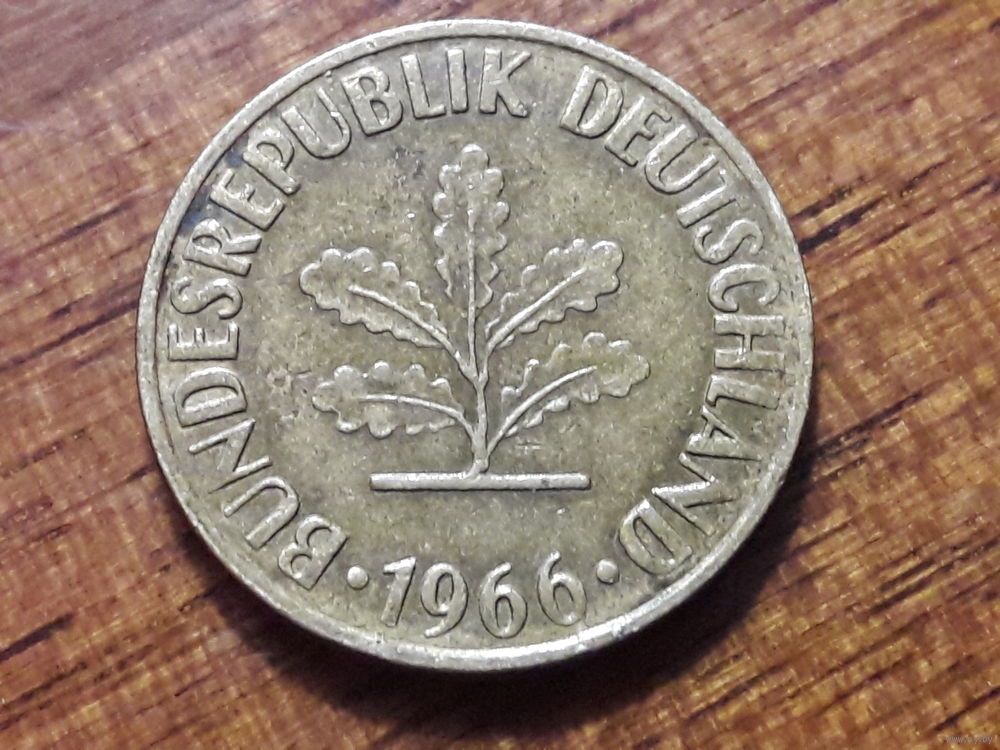 BUNDESREPUBLIK DEUTSCHLAND
· 1966 ·